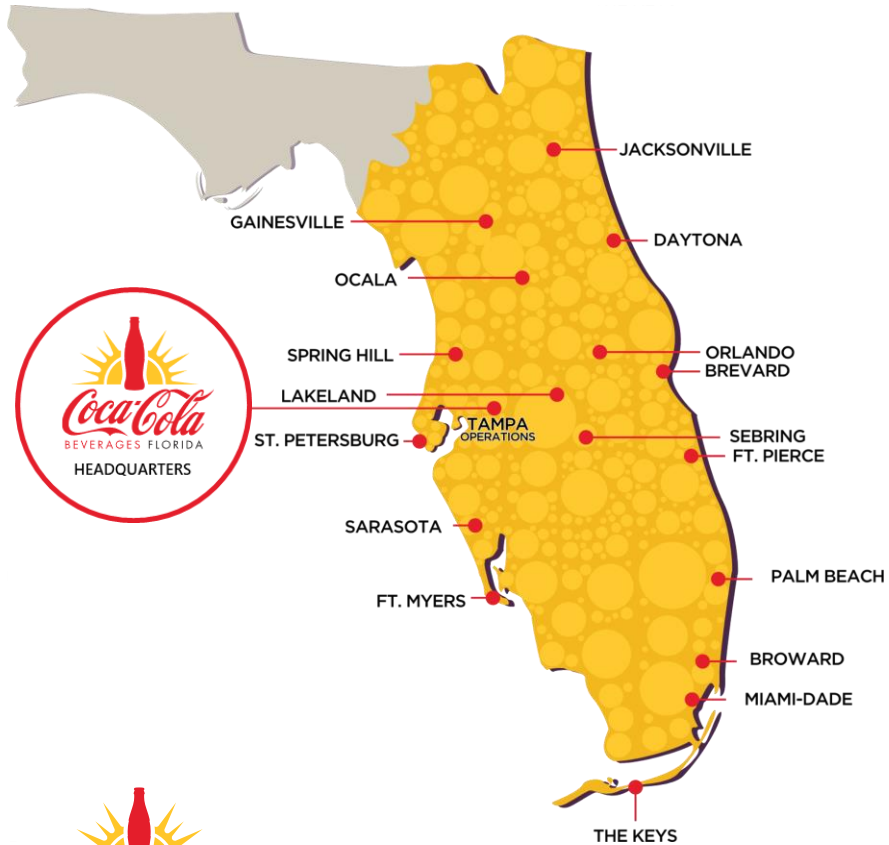 JACKSONVILLE
GAINESVILLE
DAYTONA
OCALA
SPRING HILL
ORLANDO
BREVARD
LAKELAND
Coca-Cola
BEVERAGES FLORIDA
HEADQUARTERS
TAMPA
OPERATIONS
ST. PETERSBURG
SEBRING
FT. PIERCE
SARASOTA
PALM BEACH
FT. MYERS
BROWARD
MIAMI-DADE
THE KEYS